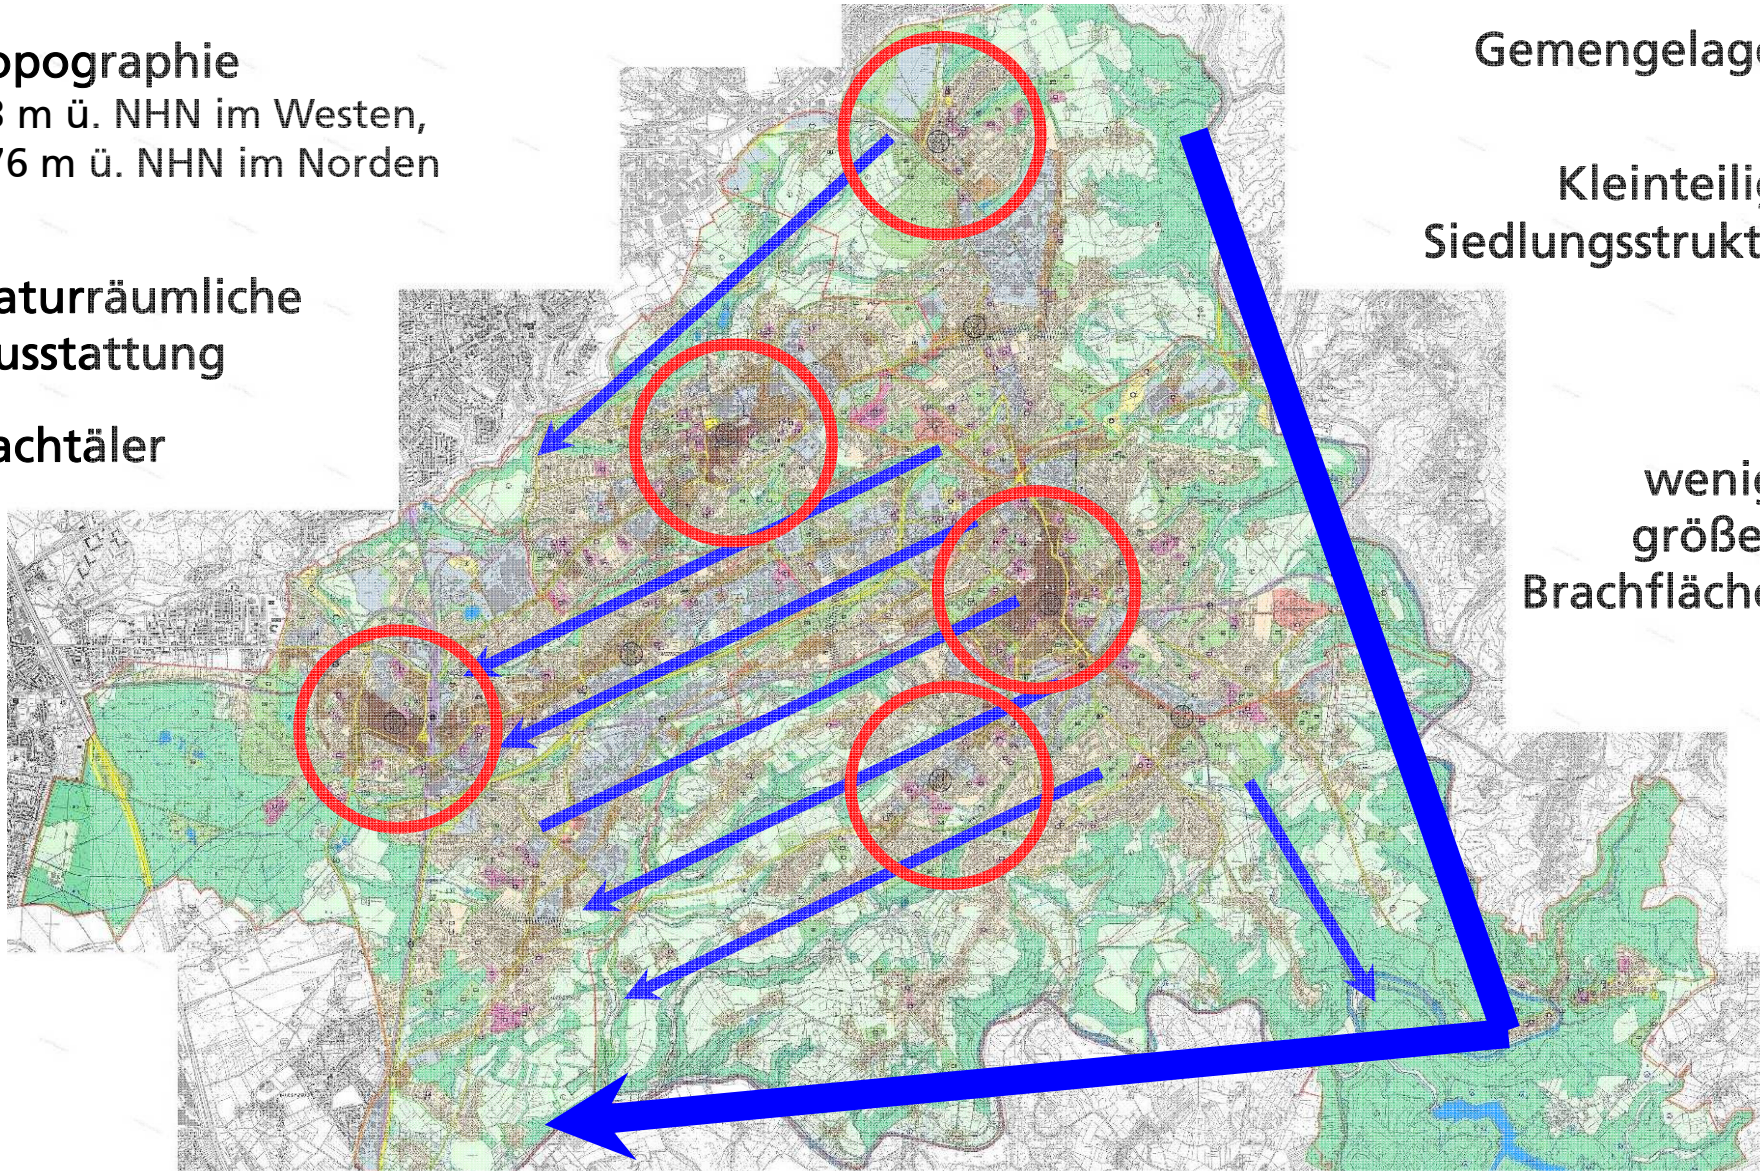 opographie
3 m ü. NHN im Westen,
76 m ü. NHN im Norden
aturräumliche
usstattung
achtäler
Gemengelage
Kleinteilig
Siedlungsstrukt
wenig
größe
Brachfläche